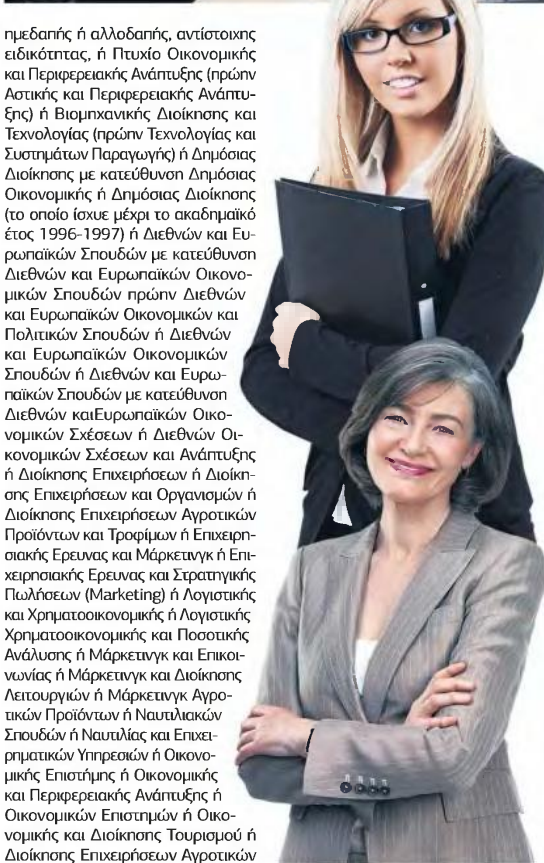 ημεδαπής ή αλλοδαπής, αντίστοιχης
ειδικότητας, ή Πτυχίο Οικονομικής
και Περιφερειακής Ανάπτυξης (πρώην
Αστικής και Περιφερειακής Ανάπτυ-
ξης) ή Βιομηχανικής Διοίκησης και
Τεχνολογίας (πρώην Τεχνολογίας και
Συστημάτων Παραγωγής) ή Δημόσιας
Διοίκησης με κατεύθυνση Δημόσιας
Οικονομικής ή Δημόσιας Διοίκησης
(το οποίο ίσχυε μέχρι το ακαδημαϊκό
έτος 1996-1997) ή Διεθνών και Ευ-
ρωπαϊκών Σπουδών με κατεύθυνση
Διεθνών και Ευρωπαϊκών Οικονο-
μικών Σπουδών πρώην Διεθνών
και Ευρωπαϊκών Οικονομικών και
Πολιτικών Σπουδών ή Διεθνών
και Ευρωπαϊκών Οικονομικών
Σπουδών ή Διεθνών και Ευρω-
παϊκών Σπουδών με κατεύθυνση
Διεθνών καιΕυρωπαϊκών Οικο-
νομικών Σχέσεων ή Διεθνών Οι-
κονομικών Σχέσεων και Ανάπτυξης
ή Διοίκησης Επιχειρήσεων ή Διοίκη-
σης Επιχειρήσεων και Οργανισμών ή
Διοίκησης Επιχειρήσεων Αγροτικών
Προϊόντων και Τροφίμων ή Επιχειρη-
σιακής Ερευνας και Μάρκετινγκ ή Επι-
χειρησιακής Ερευνας και Στρατηγικής
Πωλήσεων (Marketing) ή Λογιστικής
και Χρηματοοικονομικής ή Λογιστικής
Χρηματοοικονομικής και Ποσοτικής
Ανάλυσης ή Μάρκετινγκ και Επικοι-
νωνίας ή Μάρκετινγκ και Διοίκησης
Λειτουργιών ή Μάρκετινγκ Αγρο-
τικών Προϊόντων ή Ναυτιλιακών
Σπουδών ή Ναυτιλίας και Επιχει-
ρηματικών Υπηρεσιών ή Οικονο-
μικής Επιστήμης ή Οικονομικής
και Περιφερειακής Ανάπτυξης ή
Οικονομικών Επιστημών ή Οικο-
νομικής και Διοίκησης Τουρισμού ή
Διοίκησης Επιχειρήσεων Αγροτικών